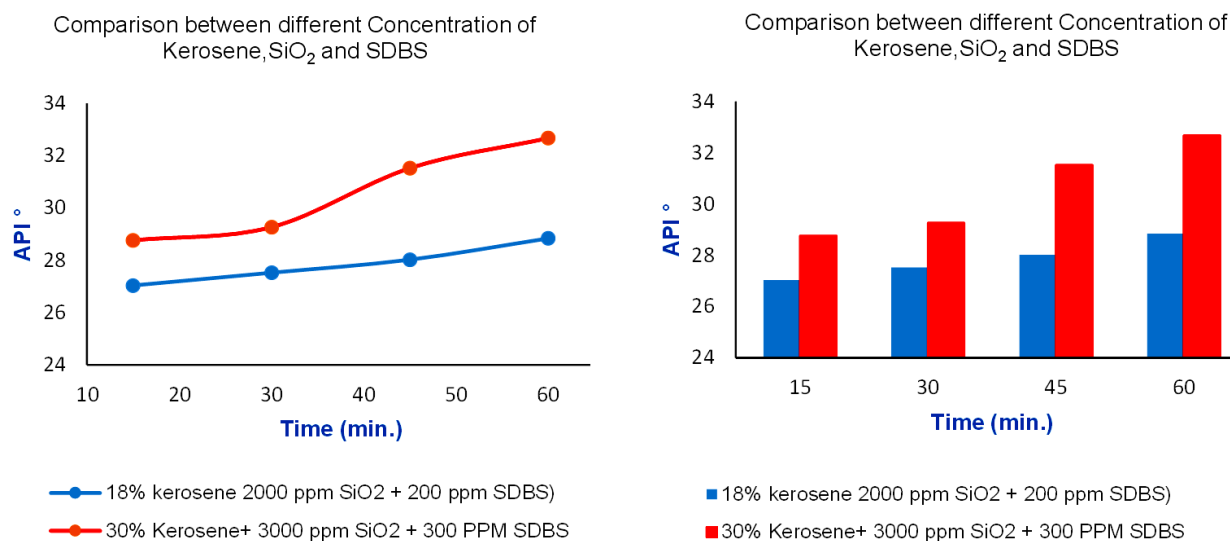 Comparison between different Concentration of
Kerosene,SiO₂ and SDBS
API °
34
32
30
28
26
24
10
20
30
40
50
60
Time (min.)
18% kerosene 2000 ppm SiO2 + 200 ppm SDBS)
30% Kerosene+ 3000 ppm SiO2 + 300 PPM SDBS
Comparison between different Concentration of
Kerosene,SiO₂ and SDBS
API °
34
32
30
28
26
24
15
30
45
60
Time (min.)
18% kerosene 2000 ppm SiO2 + 200 ppm SDBS)
30% Kerosene+ 3000 ppm SiO2 + 300 PPM SDBS